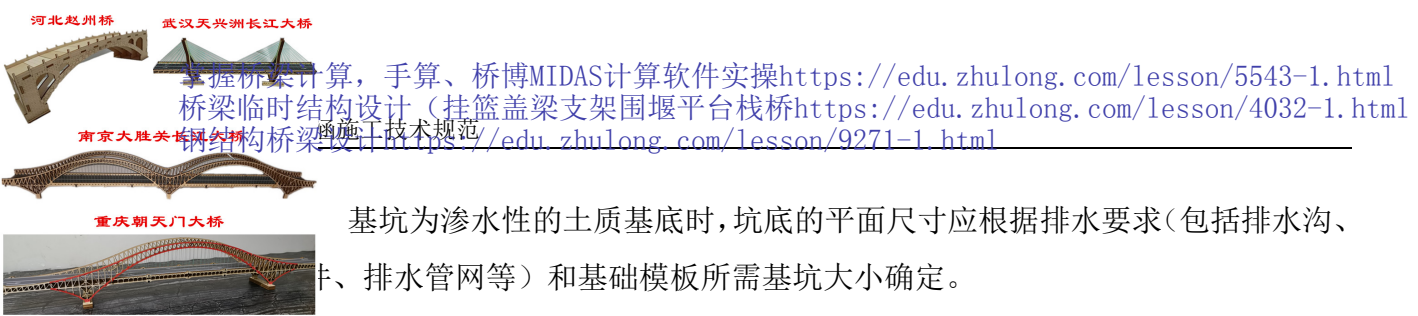 河北赵州桥
武汉天兴洲长江大桥
掌握桥梁计算，手算、桥博MIDAS计算软件实操https://edu.zhulong.com/lesson/5543-1.html
桥梁临时结构设计（挂篮盖梁支架围堰平台栈桥https://edu.zhulong.com/lesson/4032-1.html
南京大胜关长江大桥
涵施工技术规范
钢结构桥梁设计https://edu.zhulong.com/lesson/9271-1.html
重庆朝天门大桥
基坑为渗水性的土质基底时，坑底的平面尺寸应根据排水要求（包括排水沟、
、排水管网等）和基础模板所需基坑大小确定。